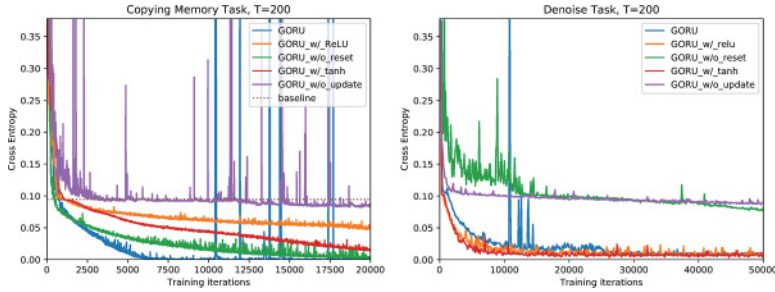 Copying Memory Task, T=200
GORU
GORU_w/_ReLU
GORU_w/o_reset
GORU_w/_tanh
GORU_w/o_update
baseline
Cross Entropy
0.35
0.30
0.25
0.20
0.15
0.10
0.05
0.00
0 2500 5000 7500 10000 12500 15000 17500 20000
Training iterations
Denoise Task, T=200
GORU
GORU_w/_relu
GORU_w/o_reset
GORU_w/_tanh
GORU_w/o_update
Cross Entropy
0.35
0.30
0.25
0.20
0.15
0.10
0.05
0.00
0 10000 20000 30000 40000 50000
Training iterations